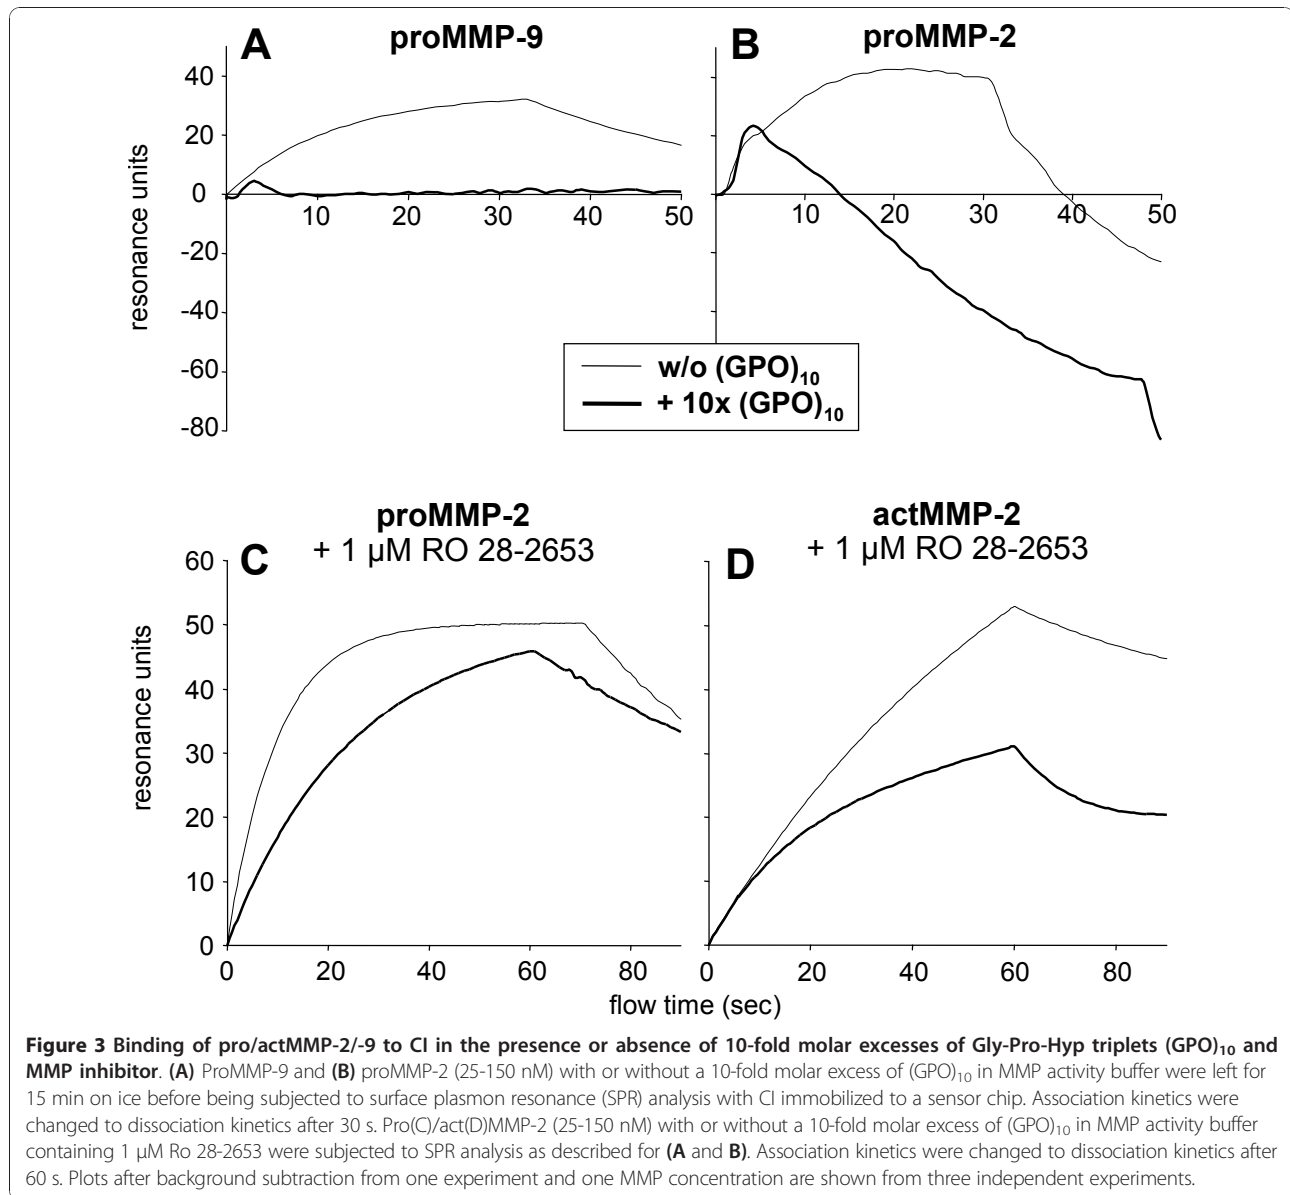 A
proMMP-9
B
proMMP-2
resonance units
40
20
0
-20
-40
-60
-80
10
20
30
40
50
10
20
30
40
50
w/o (GPO)10
+ 10x (GPO)10
C
proMMP-2
+ 1 µM RO 28-2653
D
actMMP-2
+ 1 µM RO 28-2653
resonance units
60
50
40
30
20
10
0
0
20
40
60
80
0
20
40
60
80
flow time (sec)
Figure 3 Binding of pro/actMMP-2/-9 to CI in the presence or absence of 10-fold molar excesses of Gly-Pro-Hyp triplets (GPO)10 and
MMP inhibitor. (A) ProMMP-9 and (B) proMMP-2 (25-150 nM) with or without a 10-fold molar excess of (GPO)10 in MMP activity buffer were left for
15 min on ice before being subjected to surface plasmon resonance (SPR) analysis with CI immobilized to a sensor chip. Association kinetics were
changed to dissociation kinetics after 30 s. Pro(C)/act(D)MMP-2 (25-150 nM) with or without a 10-fold molar excess of (GPO)10 in MMP activity buffer
containing 1 µM Ro 28-2653 were subjected to SPR analysis as described for (A and B). Association kinetics were changed to dissociation kinetics after
60 s. Plots after background subtraction from one experiment and one MMP concentration are shown from three independent experiments.